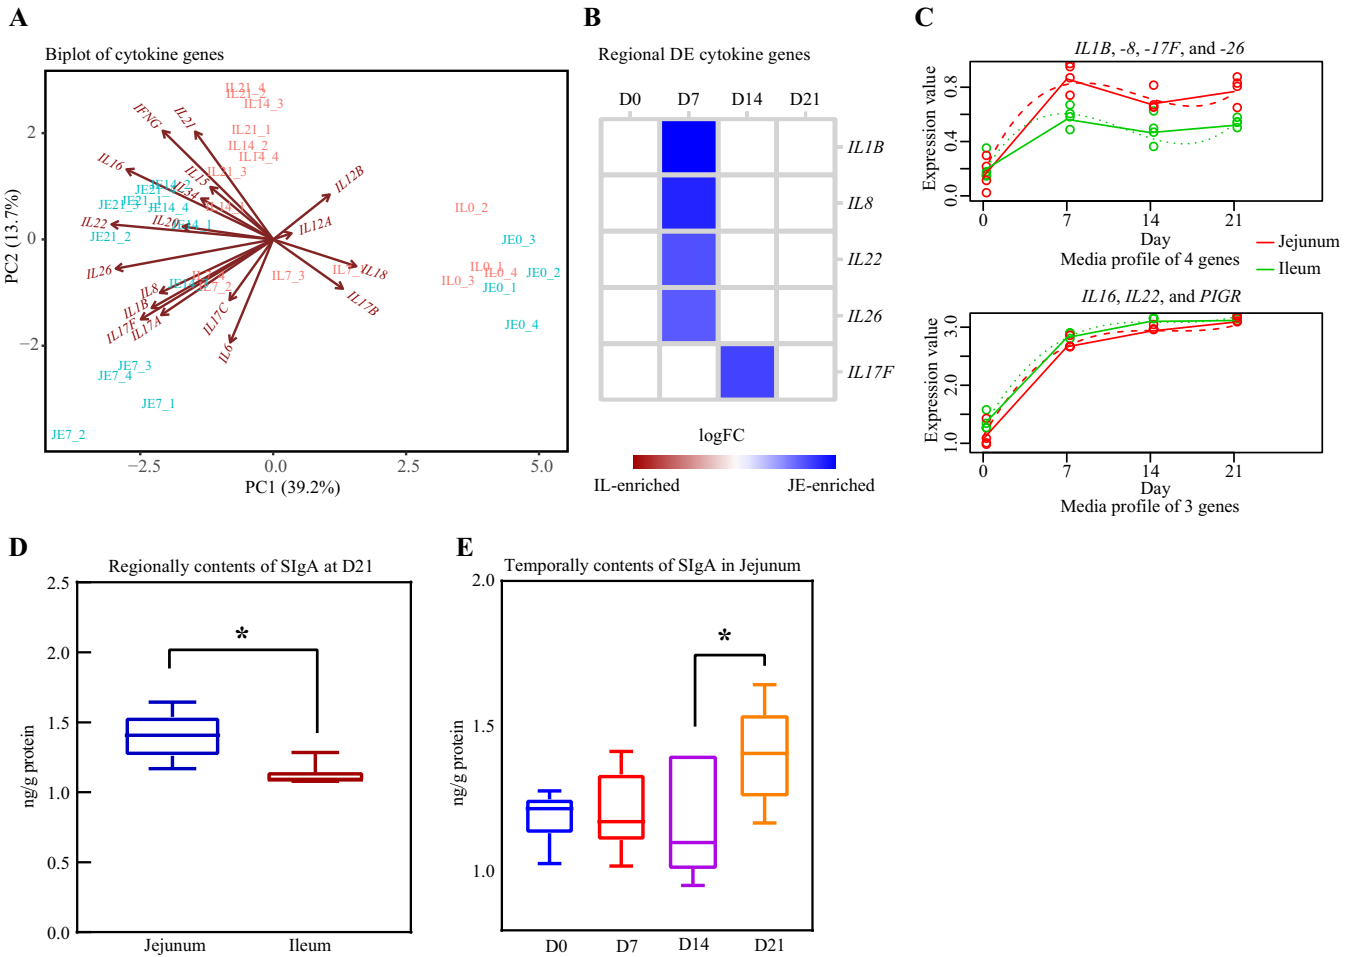 A
Biplot of cytokine genes
PC2 (13.7%)
2
0
−2
−2.5
0.0
2.5
5.0
PC1 (39.2%)
IL21_4
IL21_2
IL14_3
IFNG
IL21
IL21_1
IL14_2
IL14_4
IL16
IL21_3
IL15
IL12B
JE14_2
IL34
JE21_1
JE21_3
JE14_4
IL14_1
IL0_2
IL22
IL20
JE14_1
IL12A
JE21_2
JE0_3
IL26
IL7_3
IL18
IL0_1
IL0_4
JE0_2
IL8
IL7_2
IL0_3
JE0_1
IL1B
IL17B
IL17F
IL17A
IL17C
JE0_4
IL6
JE7_3
JE7_4
JE7_1
JE7_2
B
Regional DE cytokine genes
D0 D7 D14 D21
IL1B
IL8
IL22
IL26
IL17F
logFC
IL-enriched JE-enriched
C
IL1B, -8, -17F, and -26
Expression value
0.8
0.4
0.0
0 7 14 21
Day
Media profile of 4 genes
Jejunum
Ileum
IL16, IL22, and PIGR
Expression value
3.0
2.0
1.0
0 7 14 21
Day
Media profile of 3 genes
D
Regionally contents of SIgA at D21
ng/g protein
2.5
2.0
1.5
1.0
0.5
0.0
*
Jejunum Ileum
E
Temporally contents of SIgA in Jejunum
ng/g protein
2.0
1.5
1.0
*
D0 D7 D14 D21